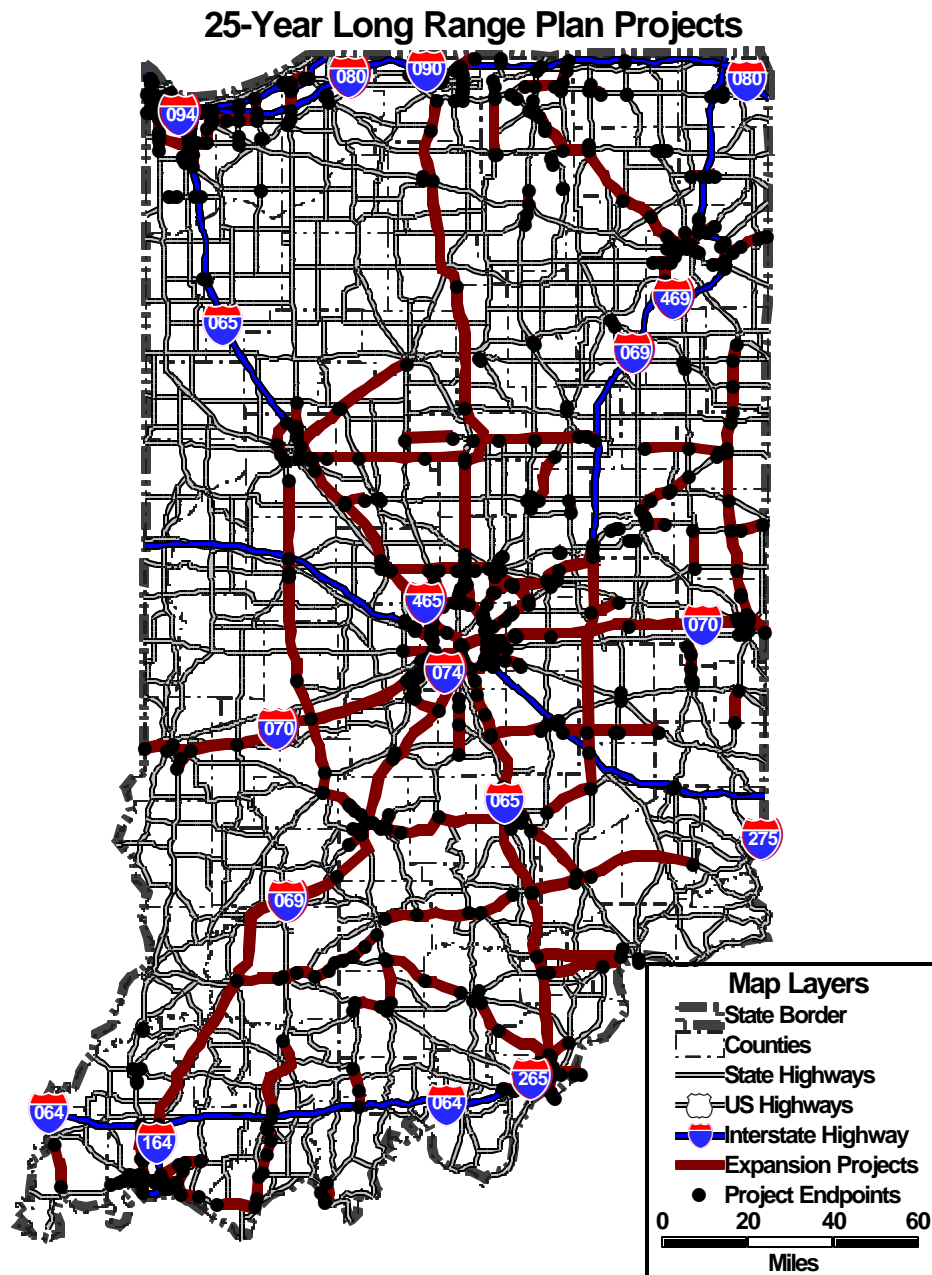 25-Year Long Range Plan Projects
080
090
080
094
469
065
069
465
070
074
070
065
275
069
265
064
064
164
Map Layers
State Border
Counties
State Highways
US Highways
Interstate Highway
Expansion Projects
Project Endpoints
0 20 40 60
Miles